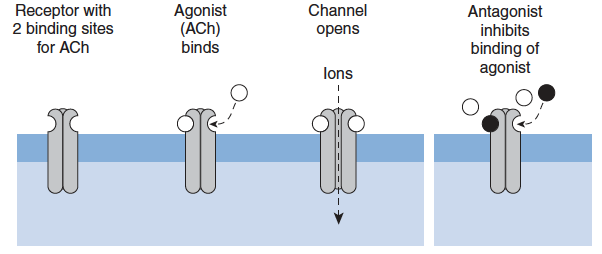 Receptor with
2 binding sites
for ACh
Agonist
(ACh)
binds
Channel
opens
Ions
Antagonist
inhibits
binding of
agonist